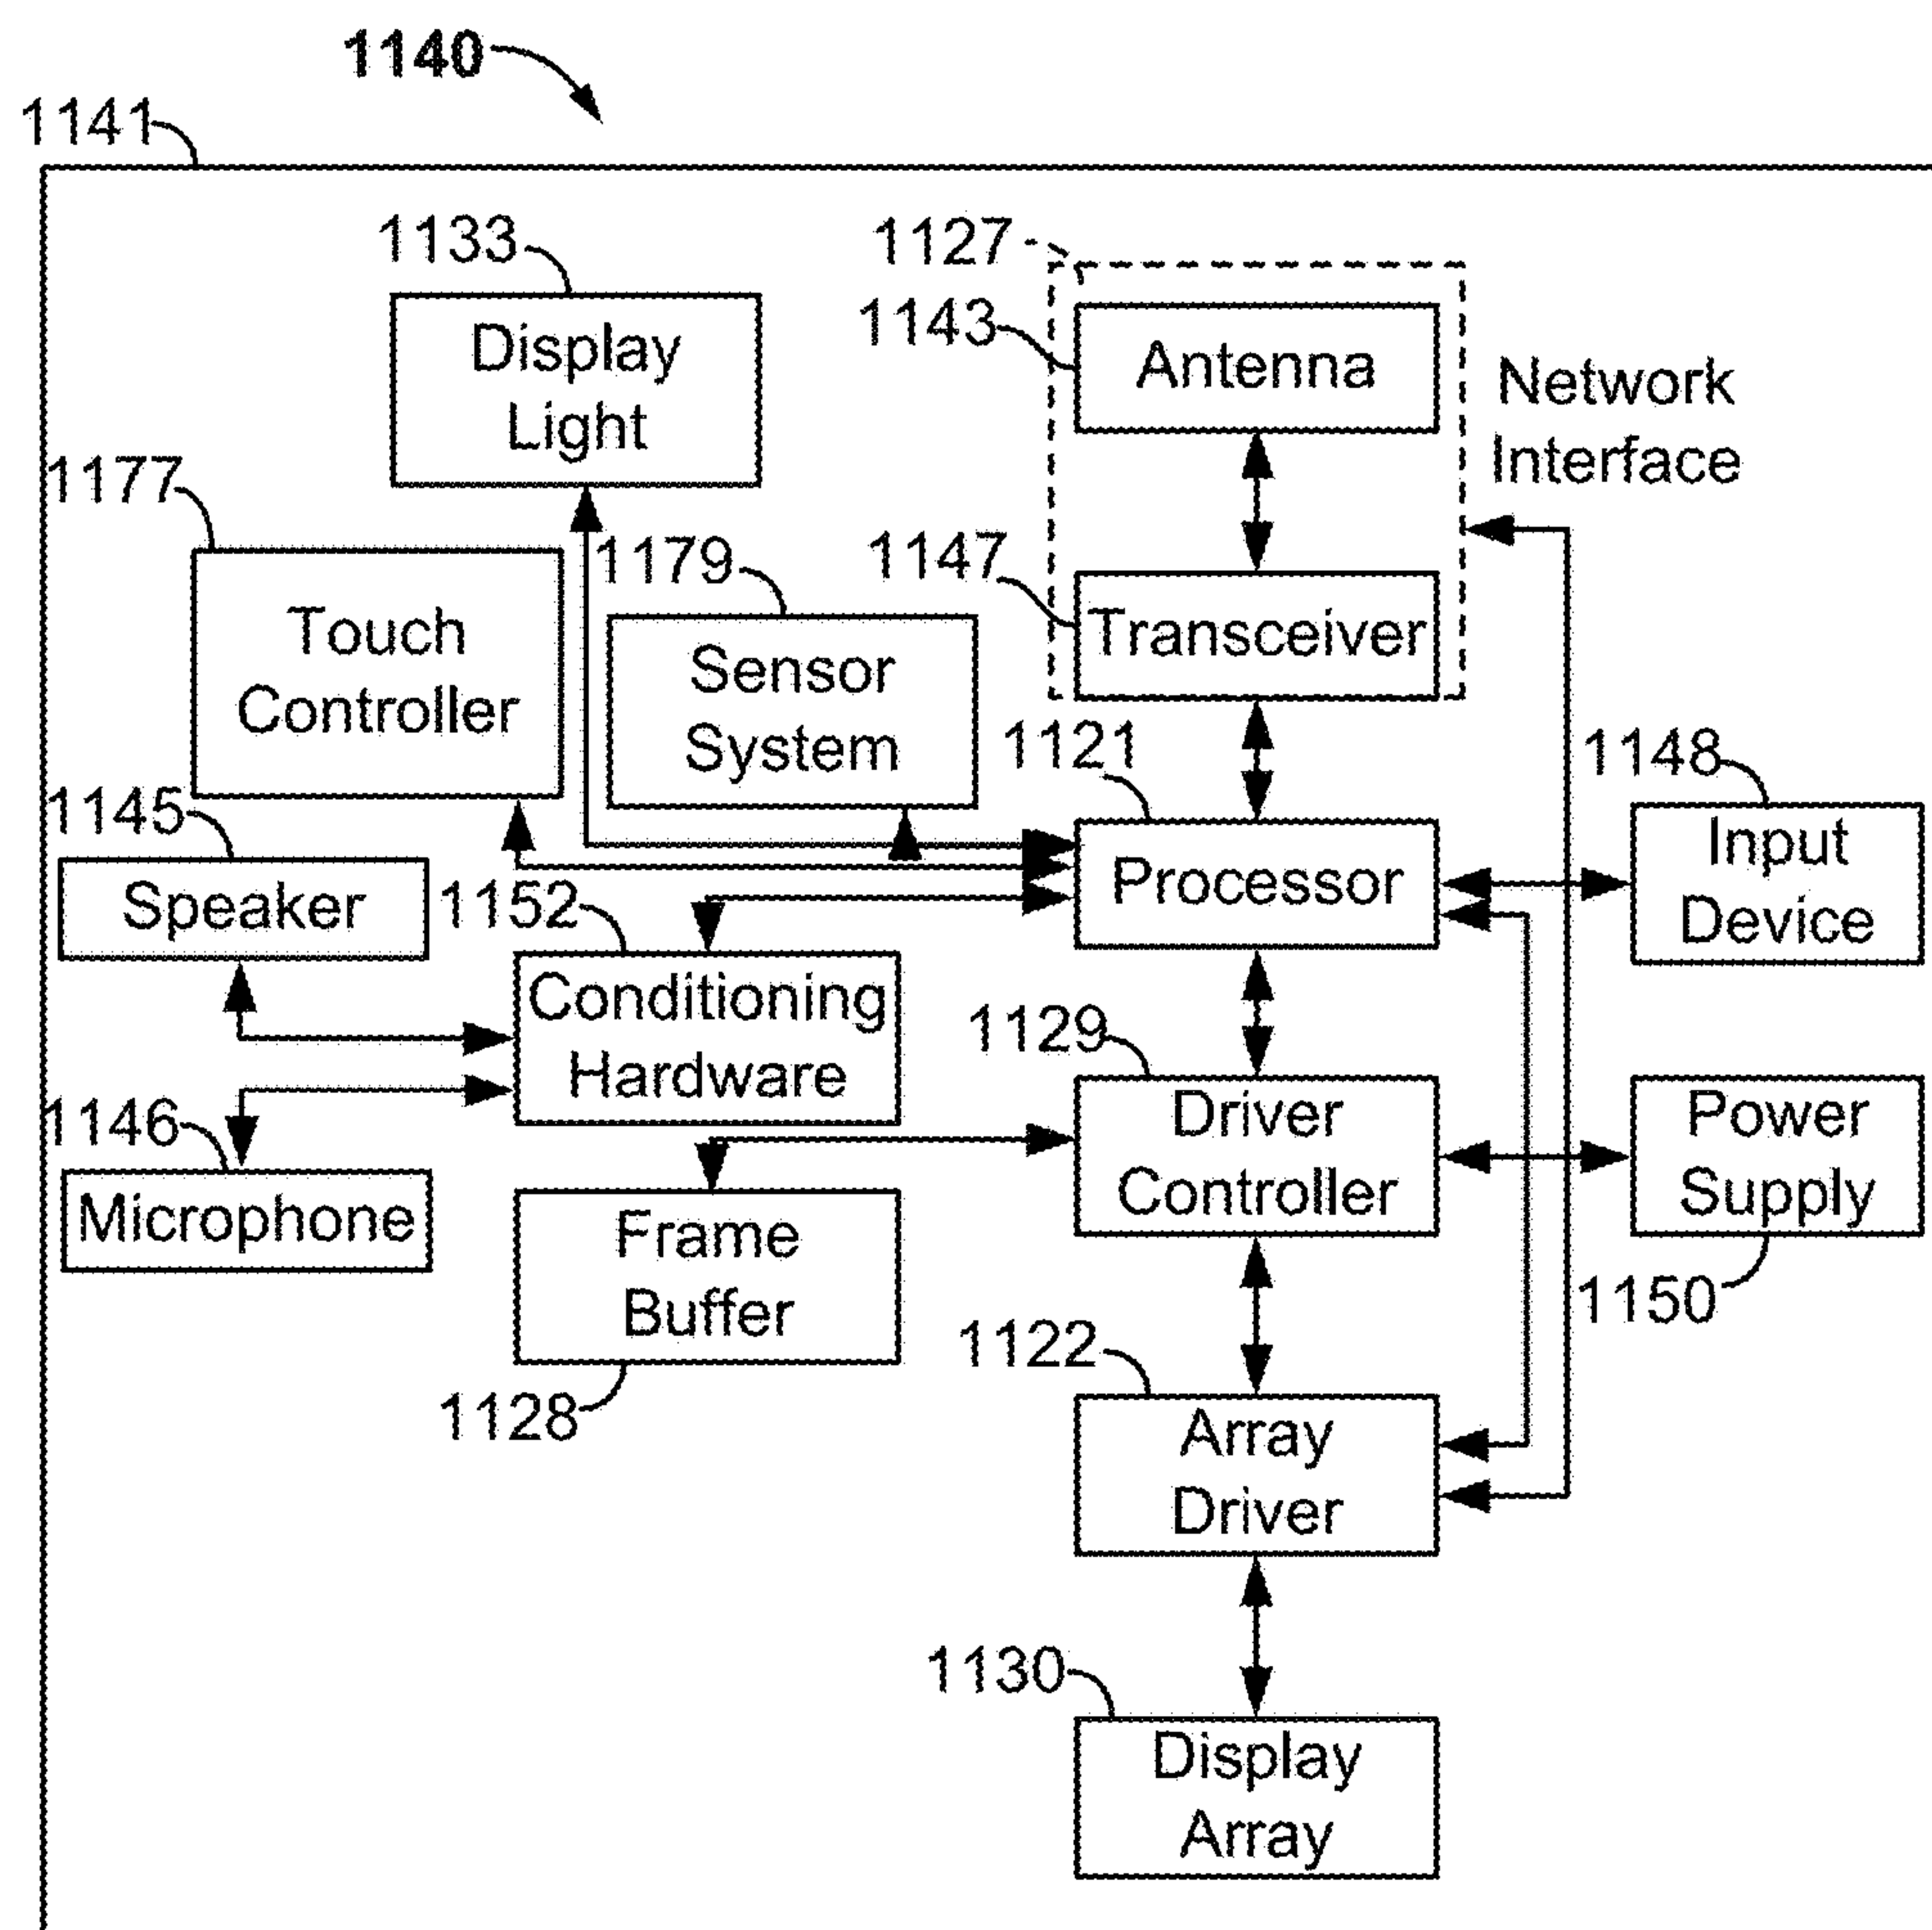 1140
1141
1133
Display
Light
1127
1143
Antenna
Network
Interface
1177
Touch
Controller
1179
Sensor
System
1147
Transceiver
1121
Processor
1148
Input
Device
1145
Speaker
1152
Conditioning
Hardware
1129
Driver
Controller
Power
Supply
1150
1146
Microphone
Frame
Buffer
1128
1122
Array
Driver
1130
Display
Array